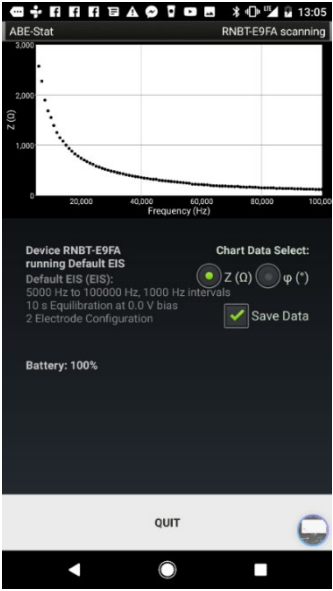 13:05
ABE-Stat RNBT-E9FA scanning
3,000
2,000
Z (Ω)
1,000
0
20,000 40,000 60,000 80,000 100,000
Frequency (Hz)
Device RNBT-E9FA
running Default EIS
Default EIS (EIS):
5000 Hz to 100000 Hz, 1000 Hz intervals
10 s Equilibration at 0.0 V bias
2 Electrode Configuration
Chart Data Select:
Z (Ω) φ (°)
Save Data
Battery: 100%
QUIT